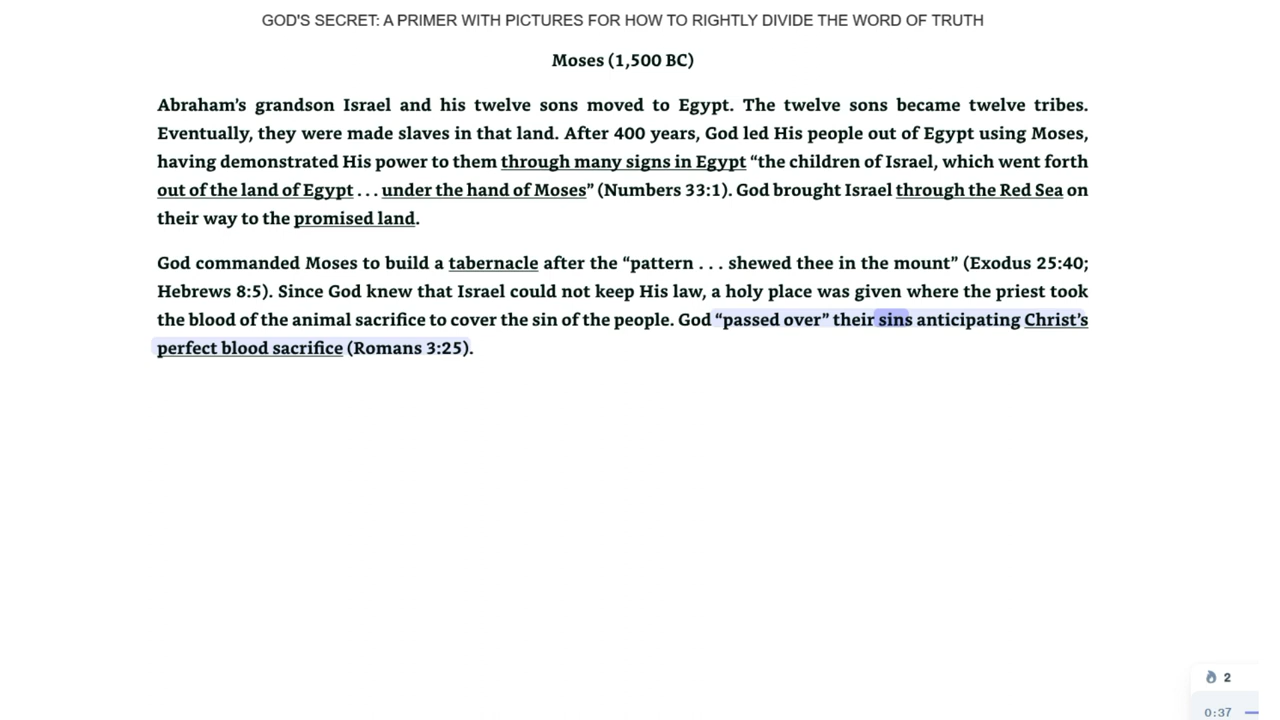 GOD'S SECRET: A PRIMER WITH PICTURES FOR HOW TO RIGHTLY DIVIDE THE WORD OF TRUTH
Moses (1,500 BC)
Abraham’s grandson Israel and his twelve sons moved to Egypt. The twelve sons became twelve tribes.
Eventually, they were made slaves in that land. After 400 years, God led His people out of Egypt using Moses,
having demonstrated His power to them through many signs in Egypt “the children of Israel, which went forth
out of the land of Egypt . . . under the hand of Moses” (Numbers 33:1). God brought Israel through the Red Sea on
their way to the promised land.
God commanded Moses to build a tabernacle after the “pattern . . . shewed thee in the mount” (Exodus 25:40;
Hebrews 8:5). Since God knew that Israel could not keep His law, a holy place was given where the priest took
the blood of the animal sacrifice to cover the sin of the people. God “passed over” their sins anticipating Christ’s
perfect blood sacrifice (Romans 3:25).
2
0:37